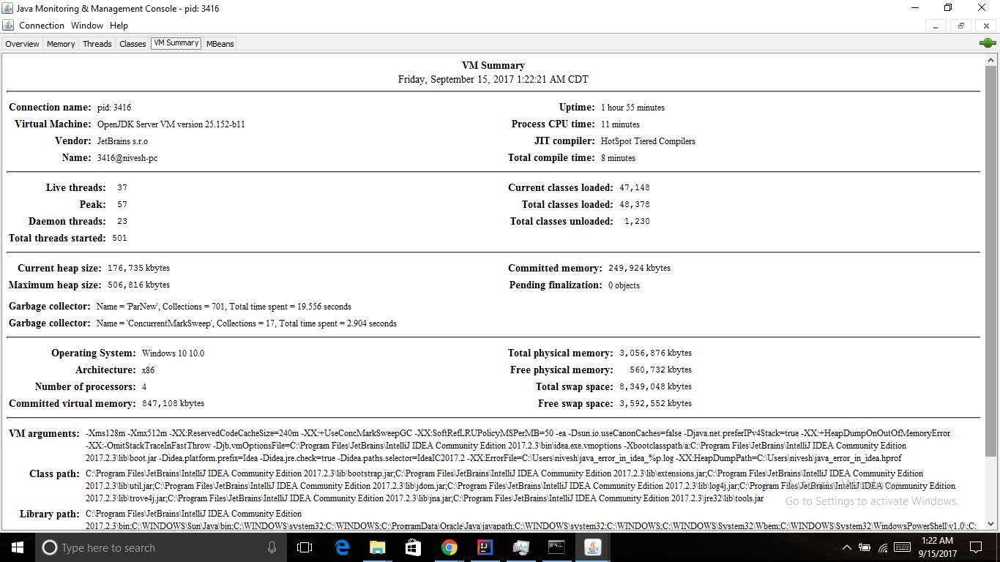 Java Monitoring & Management Console - pid: 3416
Connection Window Help
Overview Memory Threads Classes VM Summary MBeans
VM Summary
Friday, September 15, 2017 1:22:21 AM CDT
Connection name: pid: 3416
Virtual Machine: OpenJDK Server VM version 25.152-b11
Vendor: JetBrains s.r.o
Name: 3416@nivesh-pc
Uptime: 1 hour 55 minutes
Process CPU time: 11 minutes
JIT compiler: HotSpot Tiered Compilers
Total compile time: 8 minutes
Live threads: 37
Peak: 57
Daemon threads: 23
Total threads started: 501
Current classes loaded: 47,148
Total classes loaded: 48,378
Total classes unloaded: 1,230
Current heap size: 176,735 kbytes
Maximum heap size: 506,816 kbytes
Committed memory: 249,924 kbytes
Pending finalization: 0 objects
Garbage collector: Name = 'ParNew', Collections = 701, Total time spent = 19.556 seconds
Garbage collector: Name = 'ConcurrentMarkSweep', Collections = 17, Total time spent = 2.904 seconds
Operating System: Windows 10 10.0
Architecture: x86
Number of processors: 4
Committed virtual memory: 847,108 kbytes
Total physical memory: 3,056,876 kbytes
Free physical memory: 560,732 kbytes
Total swap space: 8,349,048 kbytes
Free swap space: 3,592,552 kbytes
VM arguments: -Xms128m -Xmx512m -XX:ReservedCodeCacheSize=240m -XX:+UseConcMarkSweepGC -XX:SoftRefLRUPolicyMSPerMB=50 -ea -Dsun.io.useCanonCaches=false -Djava.net.preferIPv4Stack=true -XX:+HeapDumpOnOutOfMemoryError
-XX:-OmitStackTraceInFastThrow -Djb.vmOptionsFile=C:\Program Files\JetBrains\IntelliJ IDEA Community Edition 2017.2.3\bin\idea.exe.vmoptions -Xbootclasspath/a:C:\Program Files\JetBrains\IntelliJ IDEA Community Edition
2017.2.3\lib\boot.jar -Didea.platform.prefix=Idea -Didea.jre.check=true -Didea.paths.selector=IdeaIC2017.2 -XX:ErrorFile=C:\Users\nivesh\java_error_in_idea_%p.log -XX:HeapDumpPath=C:\Users\nivesh\java_error_in_idea.hprof
Class path: C:\Program Files\JetBrains\IntelliJ IDEA Community Edition 2017.2.3\lib\bootstrap.jar;C:\Program Files\JetBrains\IntelliJ IDEA Community Edition 2017.2.3\lib\extensions.jar;C:\Program Files\JetBrains\IntelliJ IDEA Community Edition
2017.2.3\lib\util.jar;C:\Program Files\JetBrains\IntelliJ IDEA Community Edition 2017.2.3\lib\jdom.jar;C:\Program Files\JetBrains\IntelliJ IDEA Community Edition 2017.2.3\lib\log4j.jar;C:\Program Files\JetBrains\IntelliJ IDEA Community Edition
2017.2.3\lib\trove4j.jar;C:\Program Files\JetBrains\IntelliJ IDEA Community Edition 2017.2.3\lib\jna.jar;C:\Program Files\JetBrains\IntelliJ IDEA Community Edition 2017.2.3\jre32\lib\tools.jar
Activate Windows
Go to Settings to activate Windows.
Library path: C:\Program Files\JetBrains\IntelliJ IDEA Community Edition
2017.2.3\bin;C:\WINDOWS\Sun\Java\bin;C:\WINDOWS\system32;C:\WINDOWS;C:\ProgramData\Oracle\Java\javapath;C:\WINDOWS\system32;C:\WINDOWS;C:\WINDOWS\System32\Wbem;C:\WINDOWS\System32\WindowsPowerShell\v1.0\;C:
Type here to search
1:22 AM
9/15/2017